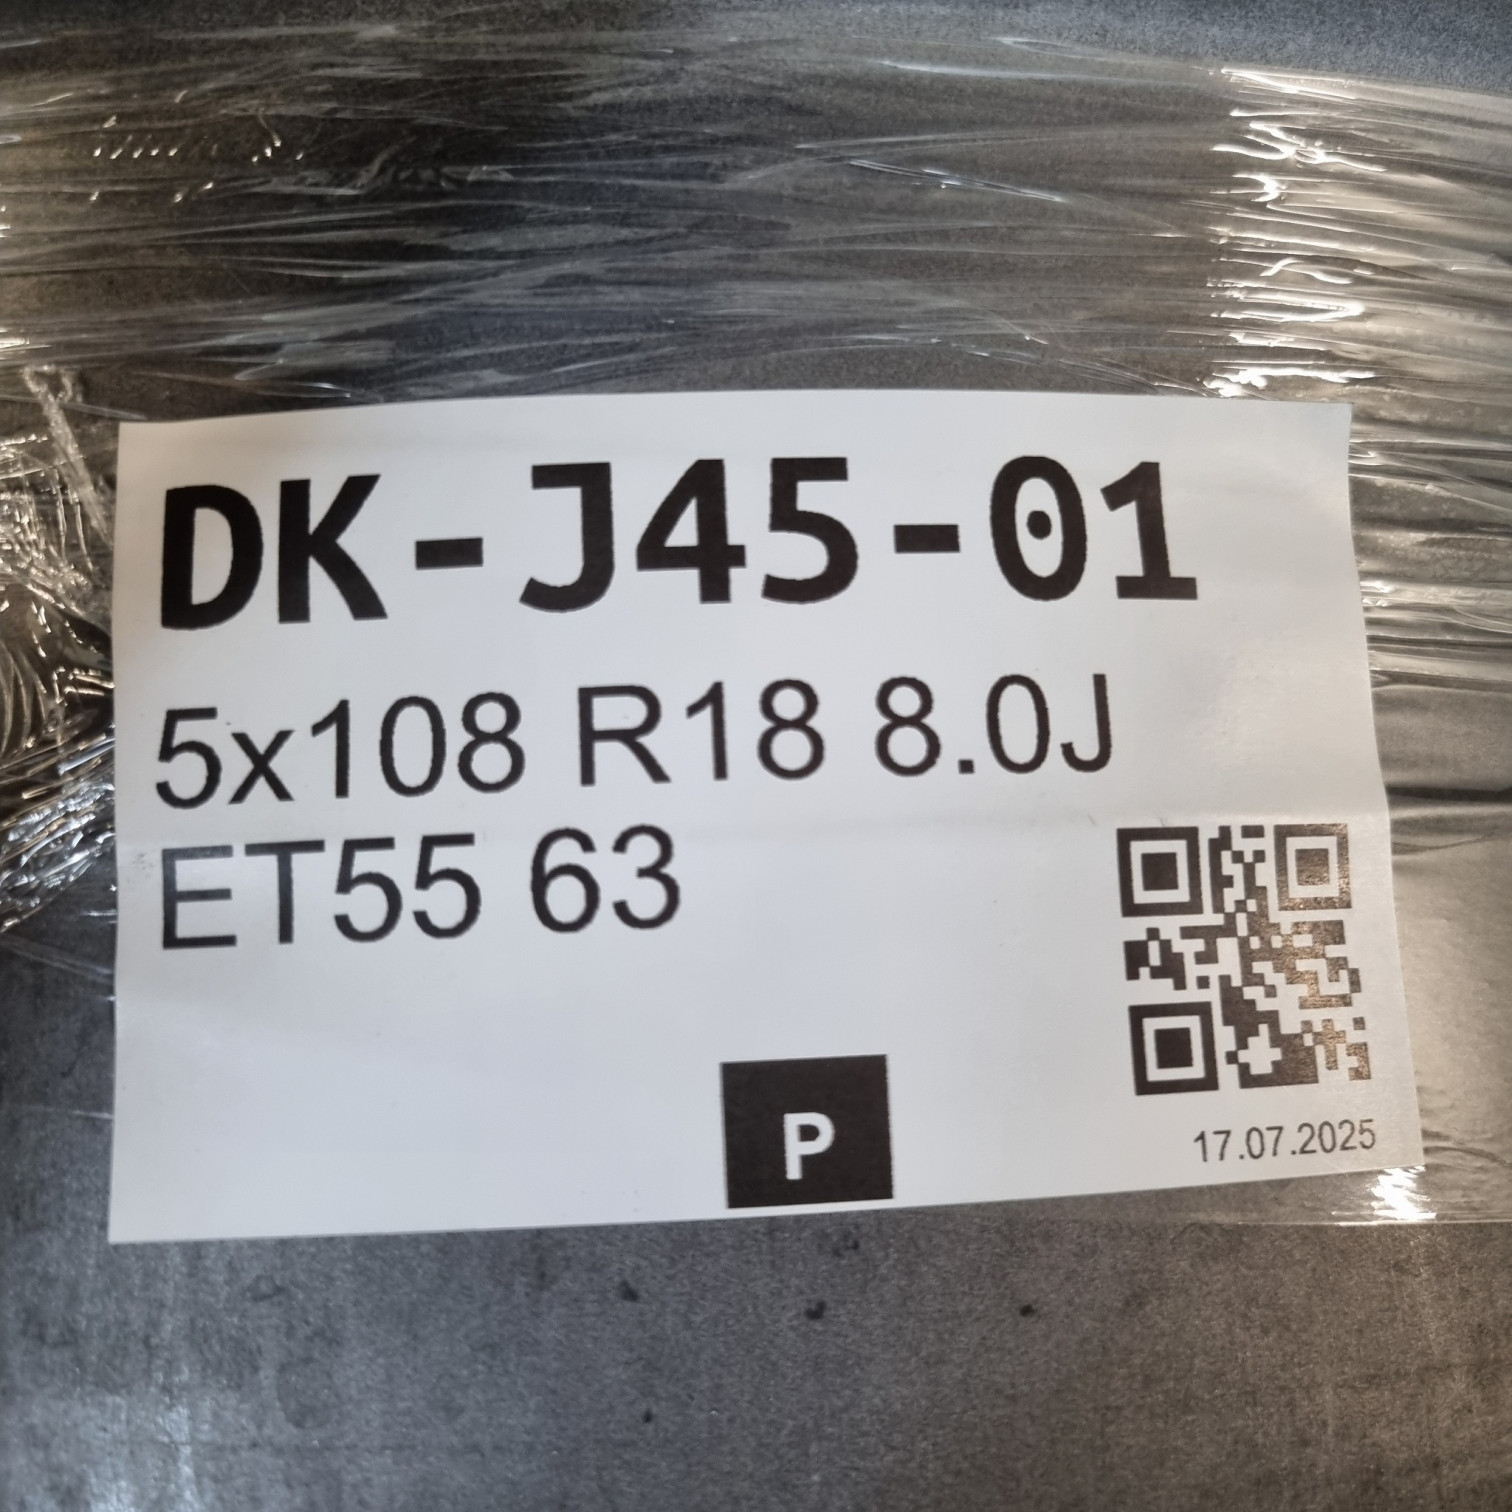 DK-J45-01
5x108 R18 8.0J
ET55 63
P
17.07.2025